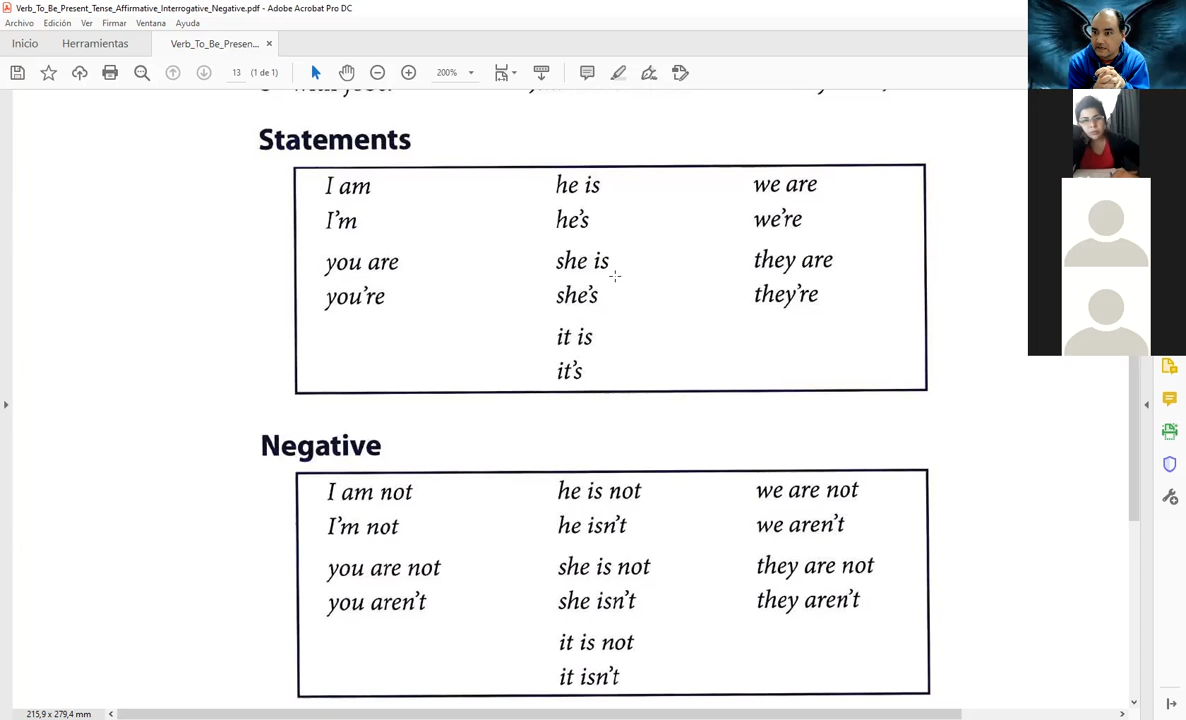 Verb_To_Be_Present_Tense_Affirmative_Interrogative_Negative.pdf - Adobe Acrobat Pro DC
Archivo Edición Ver Firmar Ventana Ayuda
Inicio Herramientas Verb_To_Be_Presen... ×
13 (1 de 1) 200%
Statements
I am he is we are
I'm he's we're
you are she is they are
you're she's they're
it is
it's
Negative
I am not he is not we are not
I'm not he isn't we aren't
you are not she is not they are not
you aren't she isn't they aren't
it is not
it isn't
215,9 x 279,4 mm